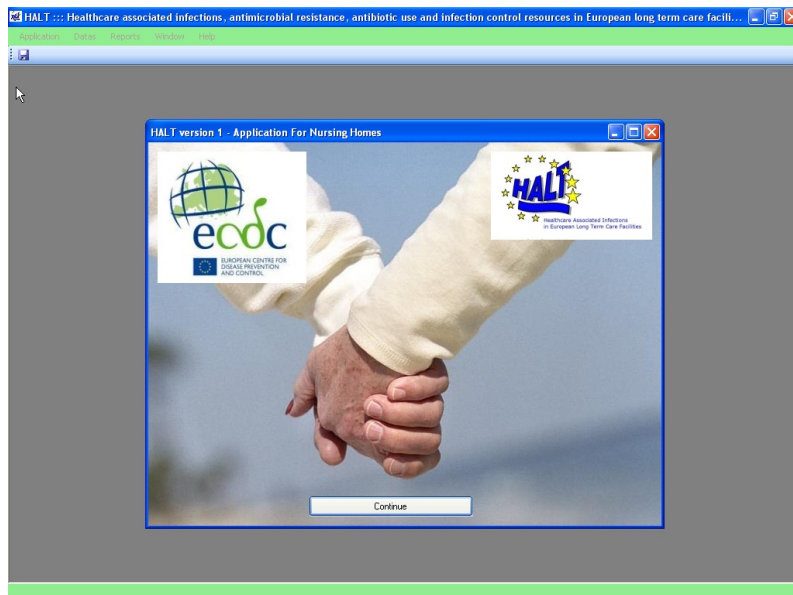 HALT ::: Healthcare associated infections, antimicrobial resistance, antibiotic use and infection control resources in European long term care facili...
Application Dates Reports Window Help
HALT version 1 - Application For Nursing Homes
ecdc
EUROPEAN CENTRE FOR
DISEASE PREVENTION
AND CONTROL
HALT
Healthcare Associated Infections
in European Long Term Care Facilities
Continue